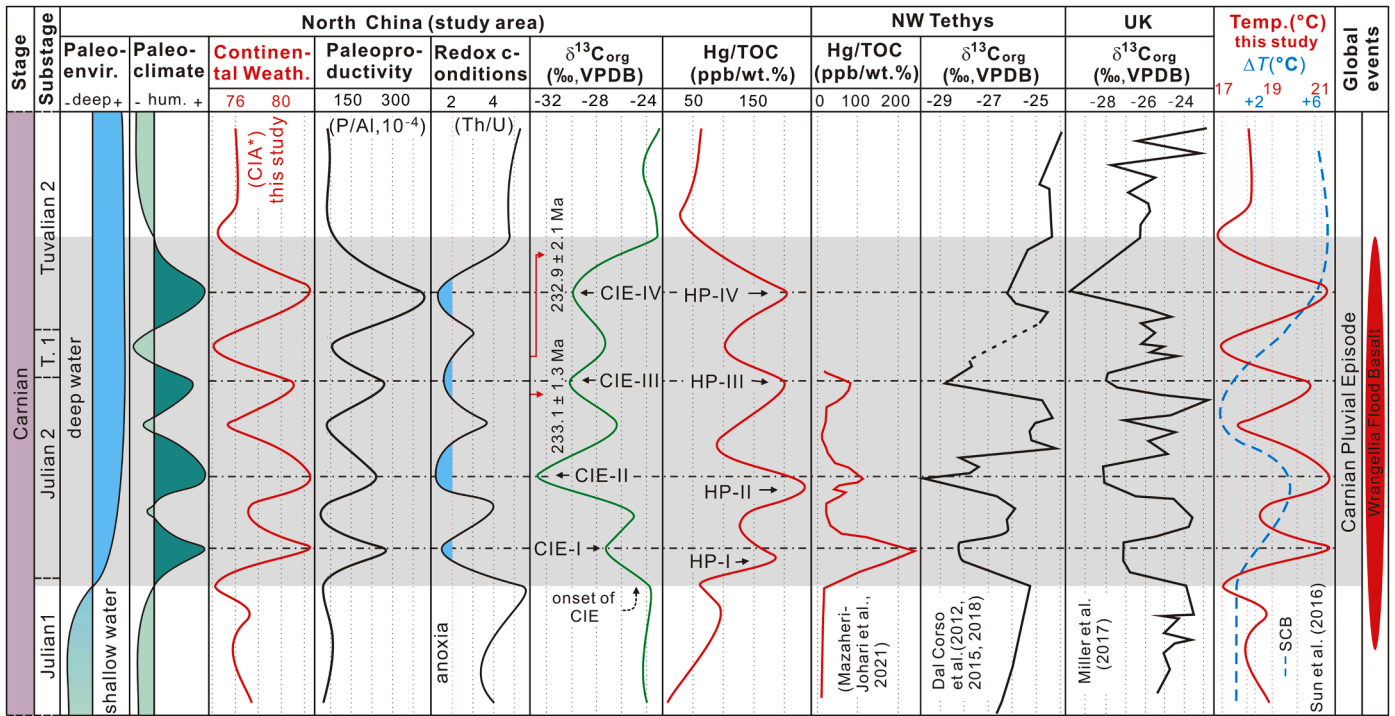 Stage
Substage
North China (study area)
NW Tethys
UK
Temp.(°C)
this study
ΔT(°C)
Global
events
Paleo-
envir.
- deep +
Paleo-
climate
- hum. +
Continen-
tal Weath.
76 80
Paleopro-
ductivity
150 300
Redox c-
onditions
2 4
δ¹³Corg
(‰,VPDB)
-32 -28 -24
Hg/TOC
(ppb/wt.%)
50 150
Hg/TOC
(ppb/wt.%)
0 100 200
δ¹³Corg
(‰,VPDB)
-29 -27 -25
δ¹³Corg
(‰,VPDB)
-28 -26 -24
17 19 21
+2 +6
(P/Al,10⁻⁴)
(Th/U)
(CIA*)
this study
Carnian
Tuvalian 2
T. 1
Julian 2
Julian1
deep water
shallow water
anoxia
232.9 ± 2.1 Ma
233.1 ± 1.3 Ma
CIE-IV
CIE-III
CIE-II
CIE-I
onset of
CIE
HP-IV
HP-III
HP-II
HP-I
(Mazaheri-
Johari et al.,
2021)
Dal Corso
et al.(2012,
2015, 2018)
Miller et al.
(2017)
SCB
Sun et al. (2016)
Carnian Pluvial Episode
Wrangellia Flood Basalt